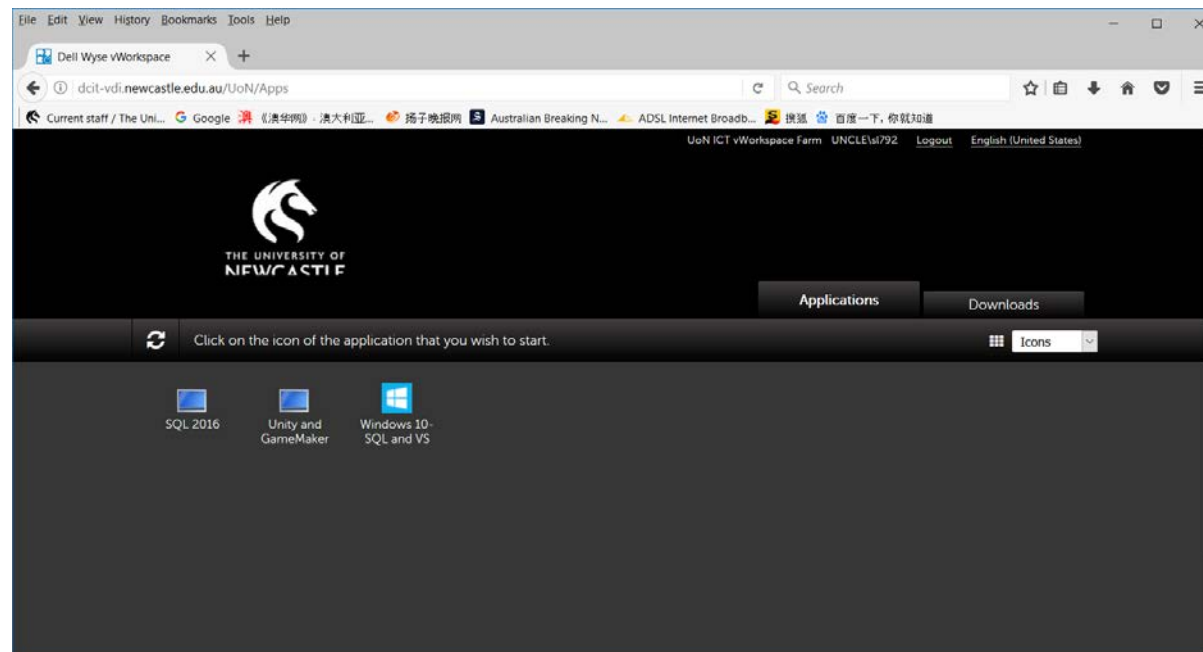 File Edit View History Bookmarks Tools Help
Dell Wyse vWorkspace
dcit-vdi.newcastle.edu.au/UoN/Apps
Search
Current staff / The Uni... Google 《澳华网》- 澳大利亚... 扬子晚报网 Australian Breaking N... ADSL Internet Broadb... 搜狐 百度一下,你就知道
UoN ICT vWorkspace Farm UNCLE\sl792 Logout English (United States)
THE UNIVERSITY OF
NEWCASTLE
Applications Downloads
Click on the icon of the application that you wish to start. Icons
SQL 2016 Unity and Windows 10-
GameMaker SQL and VS